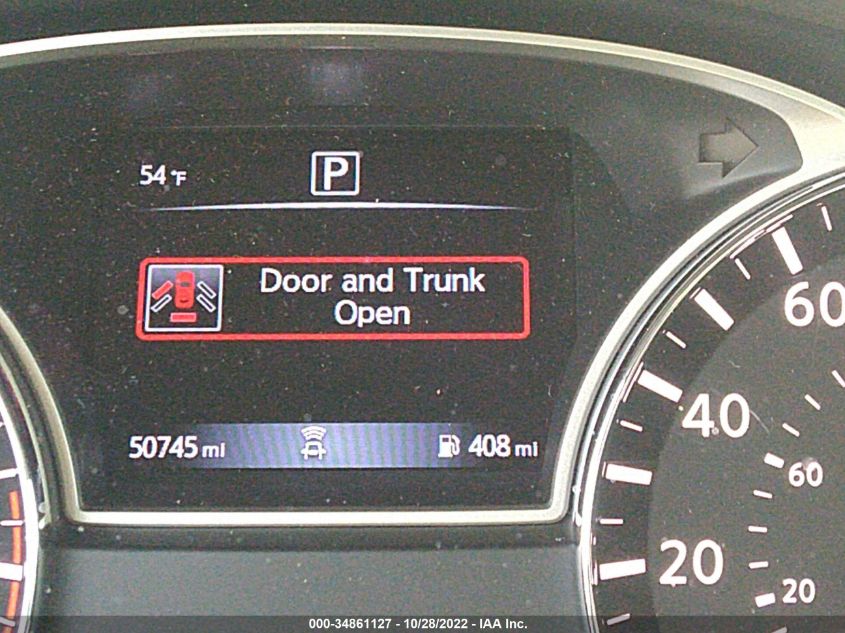 54 °F
P
Door and Trunk
Open
50745 mi
408 mi
60
40
60
20
20
000-34861127 - 10/28/2022 - IAA Inc.